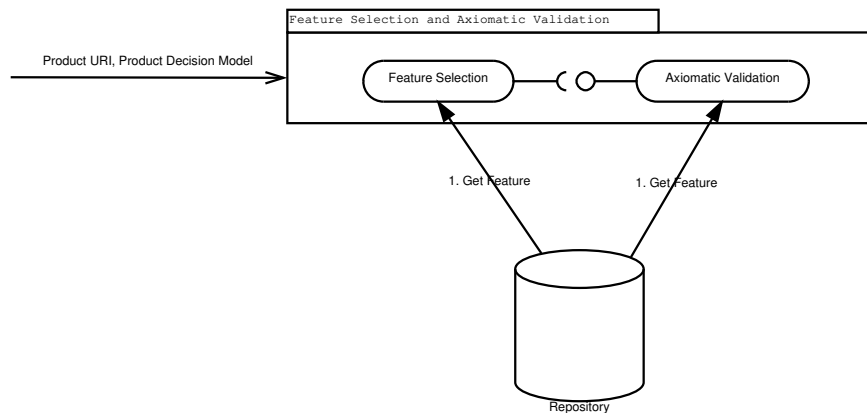 Feature Selection and Axiomatic Validation
Product URI, Product Decision Model
Feature Selection
Axiomatic Validation
1. Get Feature
1. Get Feature
Repository